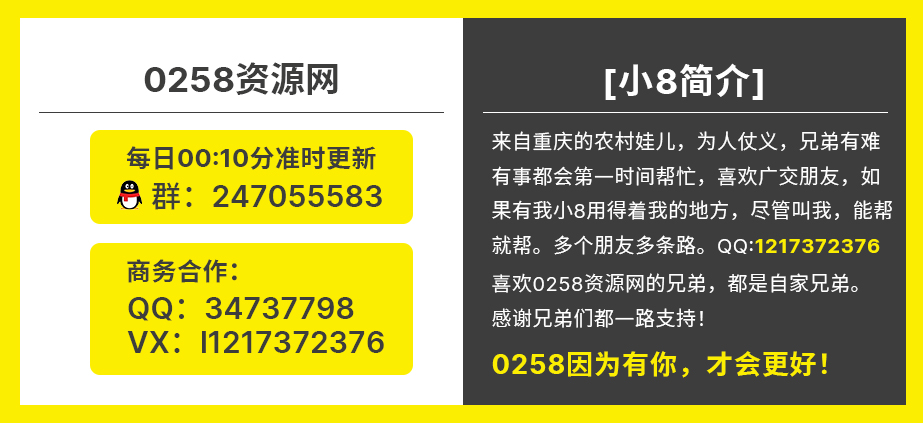 0258资源网
每日00:10分准时更新
群：247055583
商务合作：
QQ：34737798
VX：l1217372376
[小8简介]
来自重庆的农村娃儿，为人仗义，兄弟有难
有事都会第一时间帮忙，喜欢广交朋友，如
果有我小8用得着我的地方，尽管叫我，能帮
就帮。多个朋友多条路。QQ:1217372376
喜欢0258资源网的兄弟，都是自家兄弟。
感谢兄弟们都一路支持！
0258因为有你，才会更好！